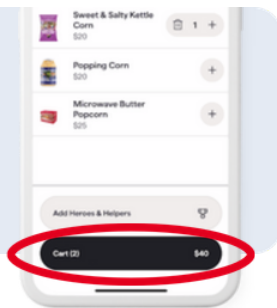 Sweet & Salty Kettle
Corn
$20
1 +
Popping Corn
$20
+
Microwave Butter
Popcorn
$25
+
Add Heroes & Helpers
Cart (2) $40